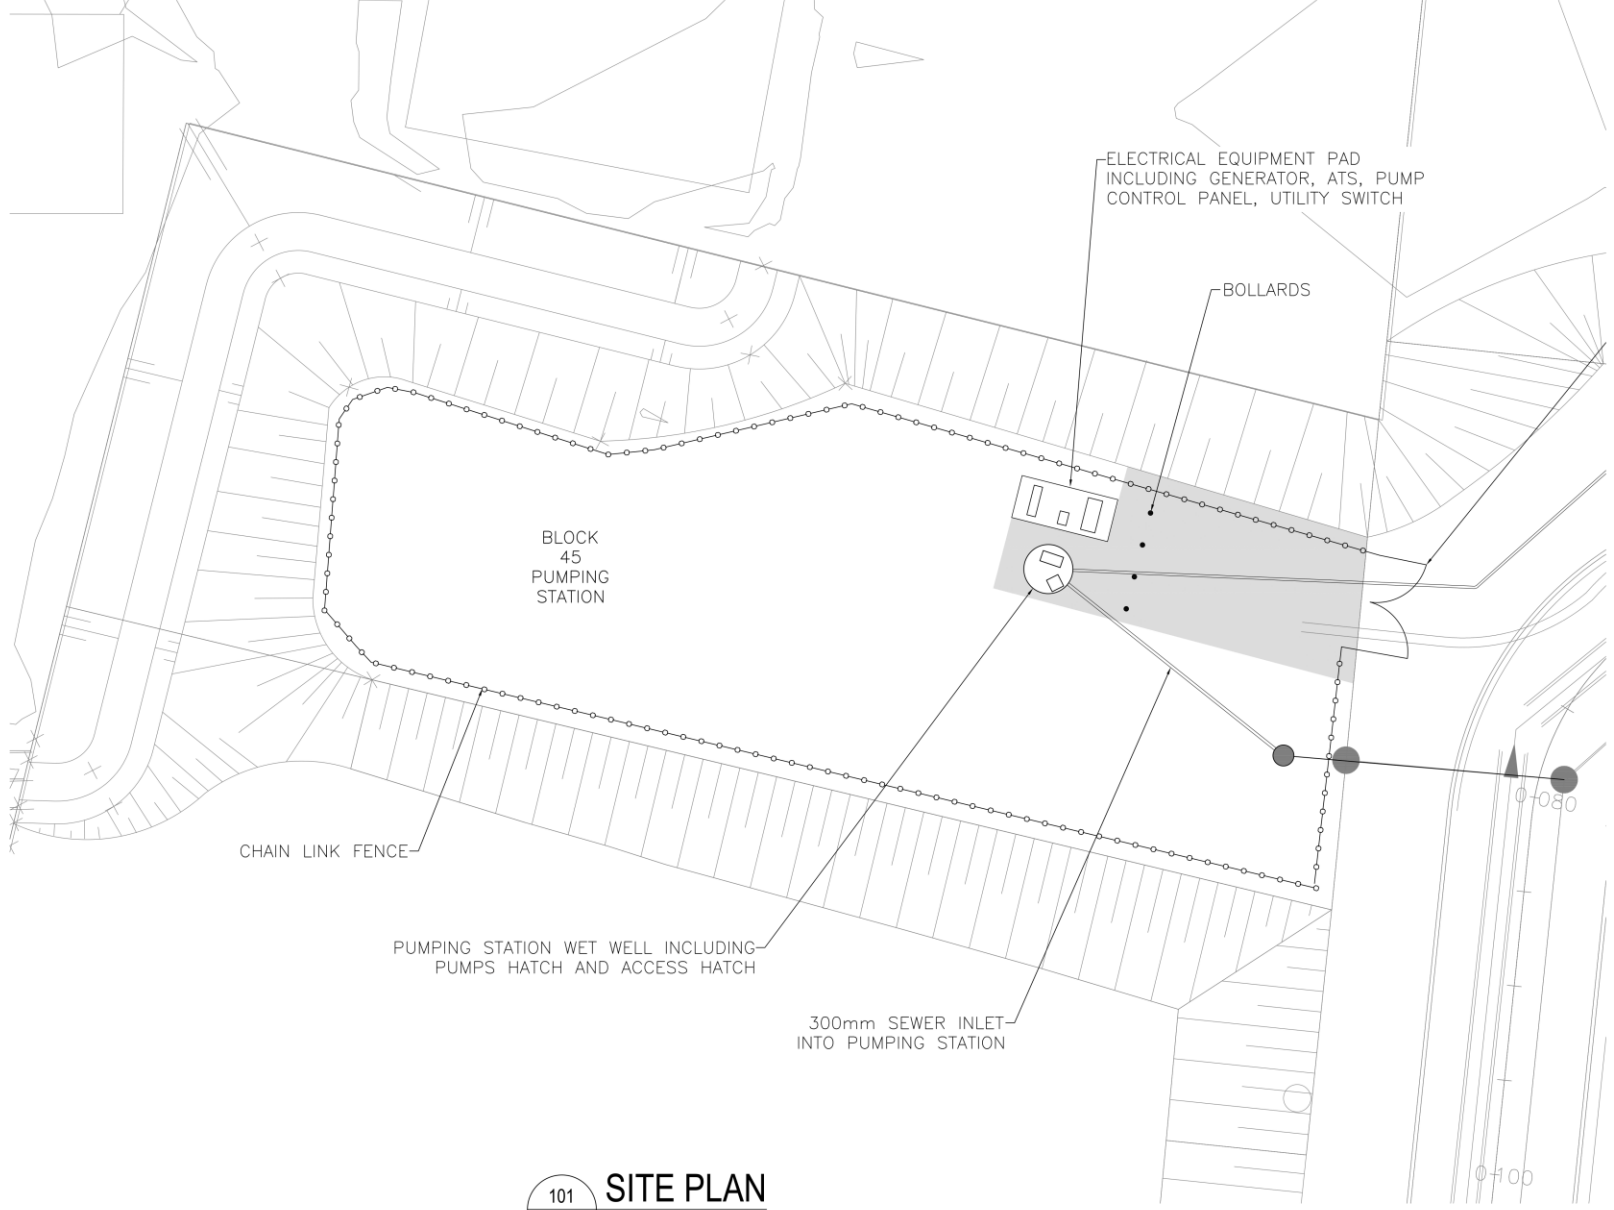 ELECTRICAL EQUIPMENT PAD
INCLUDING GENERATOR, ATS, PUMP
CONTROL PANEL, UTILITY SWITCH
BOLLARDS
BLOCK
45
PUMPING
STATION
0-080
CHAIN LINK FENCE
PUMPING STATION WET WELL INCLUDING
PUMPS HATCH AND ACCESS HATCH
300mm SEWER INLET
INTO PUMPING STATION
0-100
101 SITE PLAN